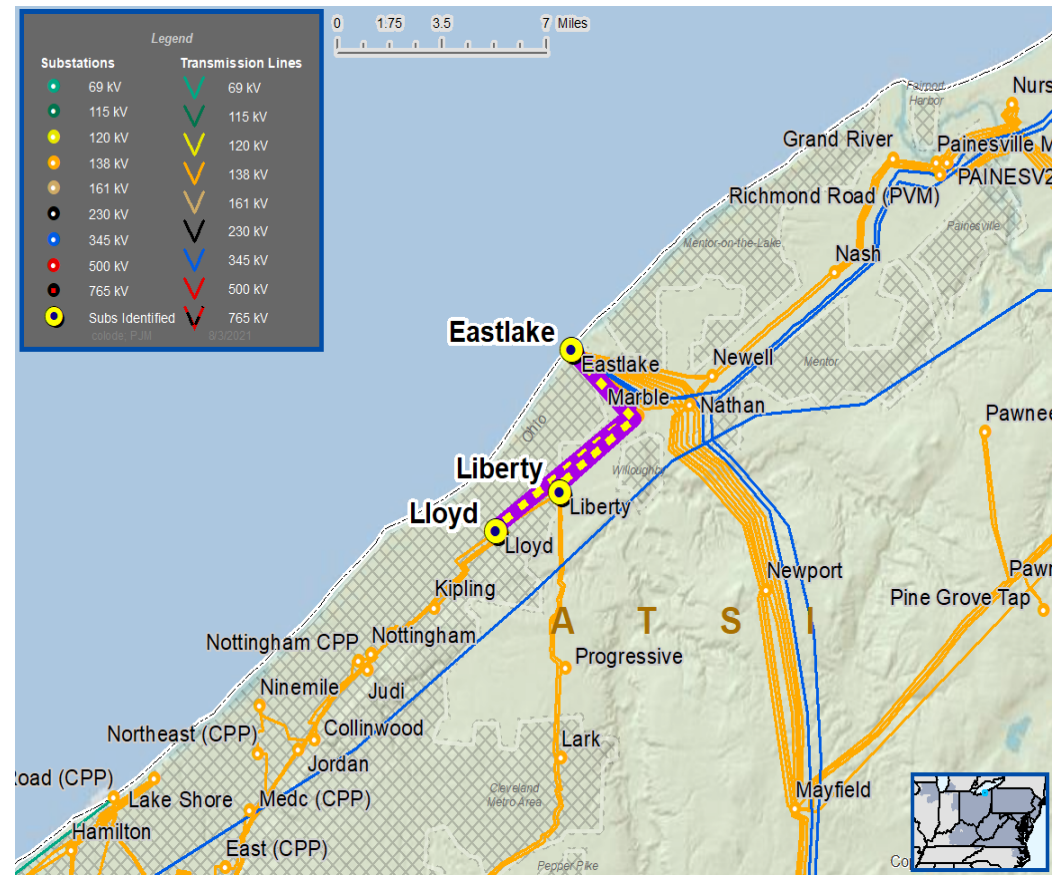 0 1.75 3.5 7 Miles
Legend
Substations Transmission Lines
69 kV 69 kV
115 kV 115 kV
120 kV 120 kV
138 kV 138 kV
161 kV 161 kV
230 kV 230 kV
345 kV 345 kV
500 kV 500 kV
765 kV 765 kV
Subs Identified
colode; PJM 8/3/2021
Fairport
Harbor
Nurs
Grand River
Painesville M
PAINESV2
Richmond Road (PVM)
Painesville
Mentor-on-the-Lake
Nash
Eastlake
Eastlake
Newell
Mentor
Marble
Nathan
Pawnee
Ohio
Liberty
Willoughby
Liberty
Lloyd
Lloyd
Newport
Pawn
Kipling
Pine Grove Tap
A T S I
Nottingham CPP
Nottingham
Progressive
Ninemile
Judi
Northeast (CPP)
Collinwood
Lark
Jordan
Road (CPP)
Lake Shore
Medc (CPP)
Cleveland
Metro Area
Mayfield
Hamilton
East (CPP)
Pepper Pike
Co